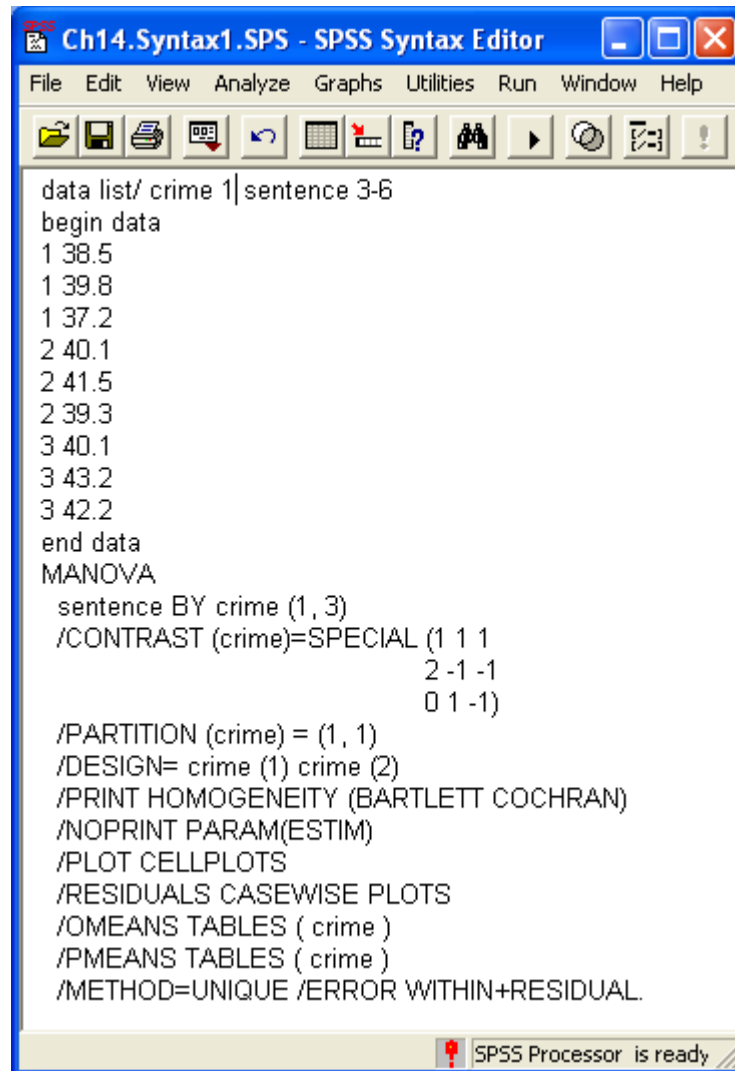 Ch14.Syntax1.SPS - SPSS Syntax Editor
File Edit View Analyze Graphs Utilities Run Window Help
data list/ crime 1 sentence 3-6
begin data
1 38.5
1 39.8
1 37.2
2 40.1
2 41.5
2 39.3
3 40.1
3 43.2
3 42.2
end data
MANOVA
sentence BY crime (1, 3)
/CONTRAST (crime)=SPECIAL (1 1 1
2 -1 -1
0 1 -1)
/PARTITION (crime) = (1, 1)
/DESIGN= crime (1) crime (2)
/PRINT HOMOGENEITY (BARTLETT COCHRAN)
/NOPRINT PARAM(ESTIM)
/PLOT CELLPLOTS
/RESIDUALS CASEWISE PLOTS
/OMEANS TABLES ( crime )
/PMEANS TABLES ( crime )
/METHOD=UNIQUE /ERROR WITHIN+RESIDUAL.
SPSS Processor is ready